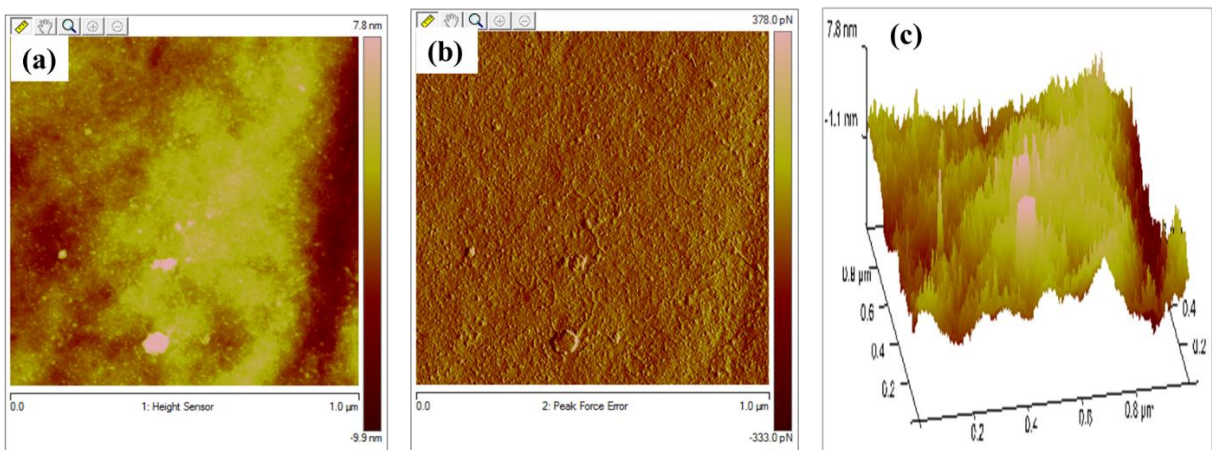 (a)
7.8 nm
0.0
1: Height Sensor
1.0 µm
-9.9 nm
(b)
378.0 pN
0.0
2: Peak Force Error
1.0 µm
-333.0 pN
(c)
7.8 nm
-1.1 nm
0.8 µm
0.6
0.4
0.2
0.2
0.4
0.6
0.8 µm
0.4
0.2